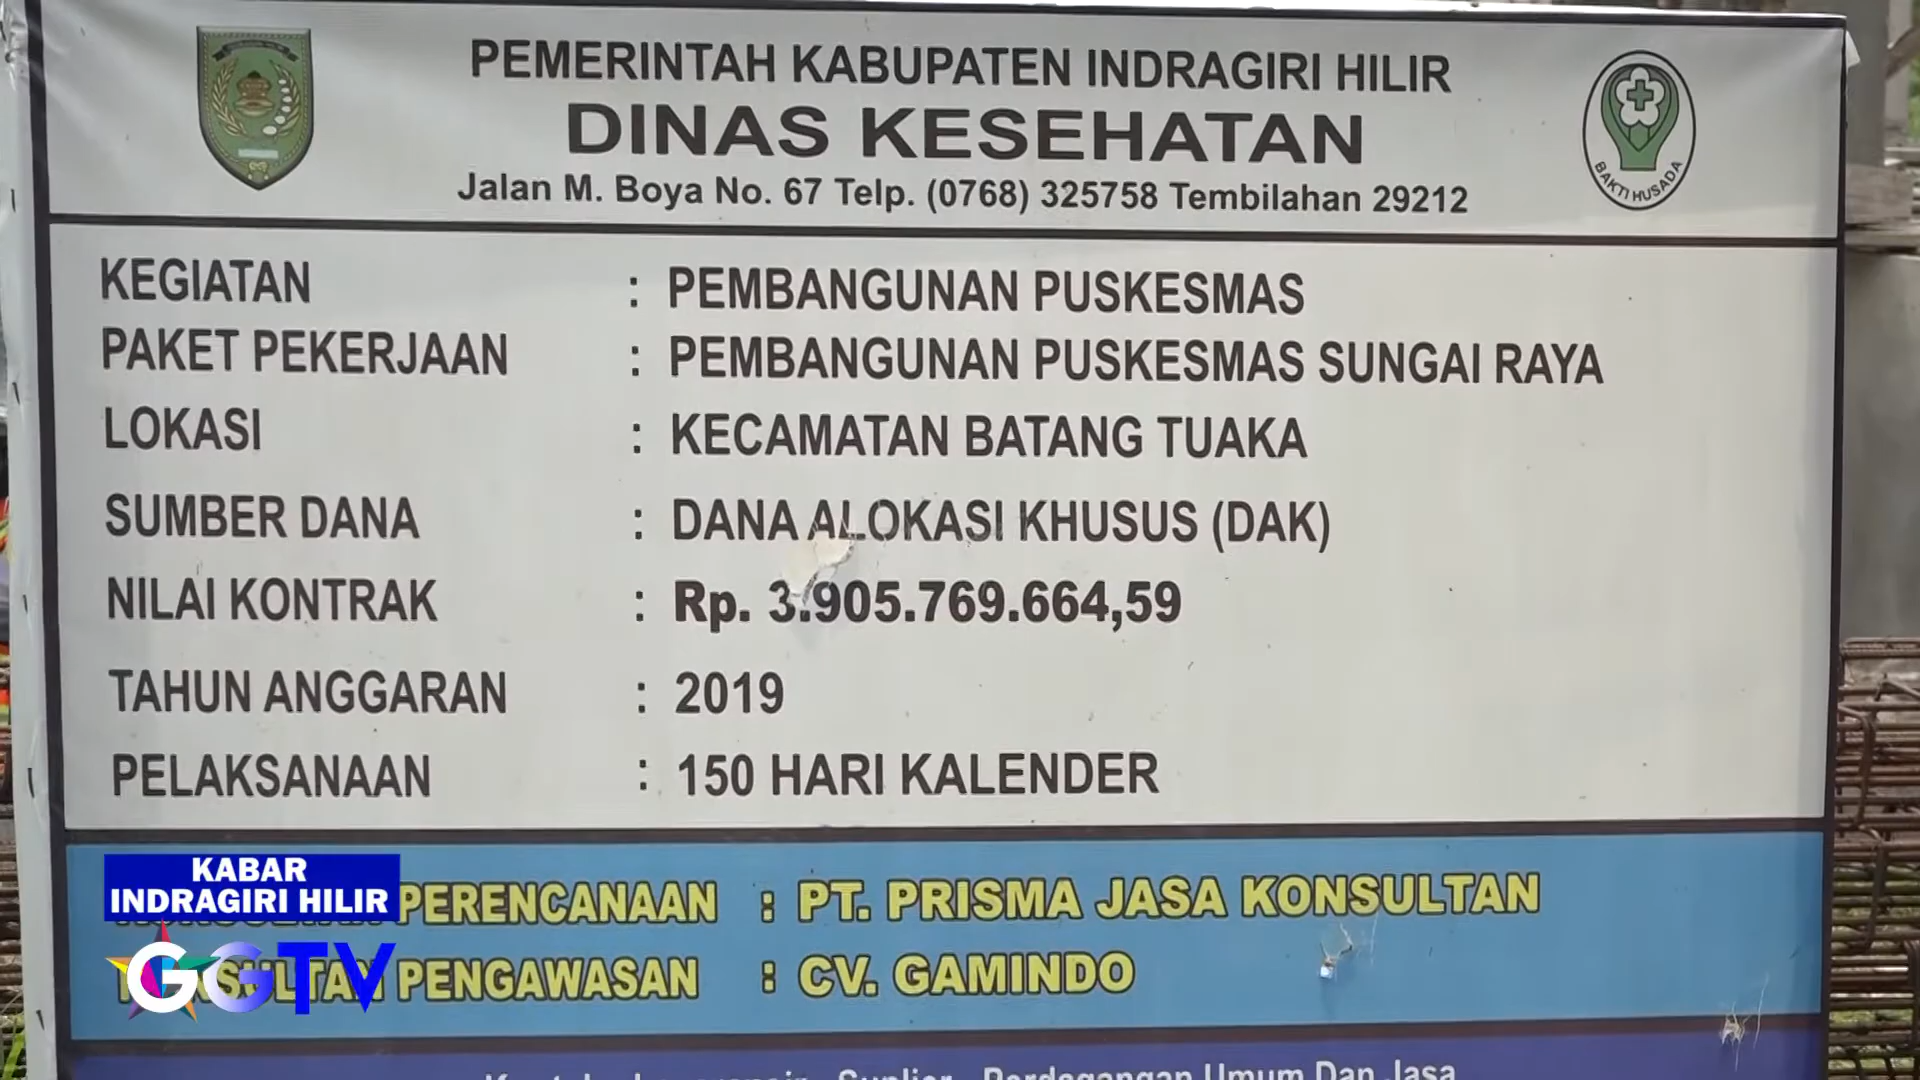 PEMERINTAH KABUPATEN INDRAGIRI HILIR
DINAS KESEHATAN
Jalan M. Boya No. 67 Telp. (0768) 325758 Tembilahan 29212
BAKTI HUSADA
KEGIATAN : PEMBANGUNAN PUSKESMAS
PAKET PEKERJAAN : PEMBANGUNAN PUSKESMAS SUNGAI RAYA
LOKASI : KECAMATAN BATANG TUAKA
SUMBER DANA : DANA ALOKASI KHUSUS (DAK)
NILAI KONTRAK : Rp. 3.905.769.664,59
TAHUN ANGGARAN : 2019
PELAKSANAAN : 150 HARI KALENDER
PERENCANAAN : PT. PRISMA JASA KONSULTAN
KONSULTAN PENGAWASAN : CV. GAMINDO
Suplier Perdagangan Umum Dan Jasa
KABAR
INDRAGIRI HILIR
GGTV